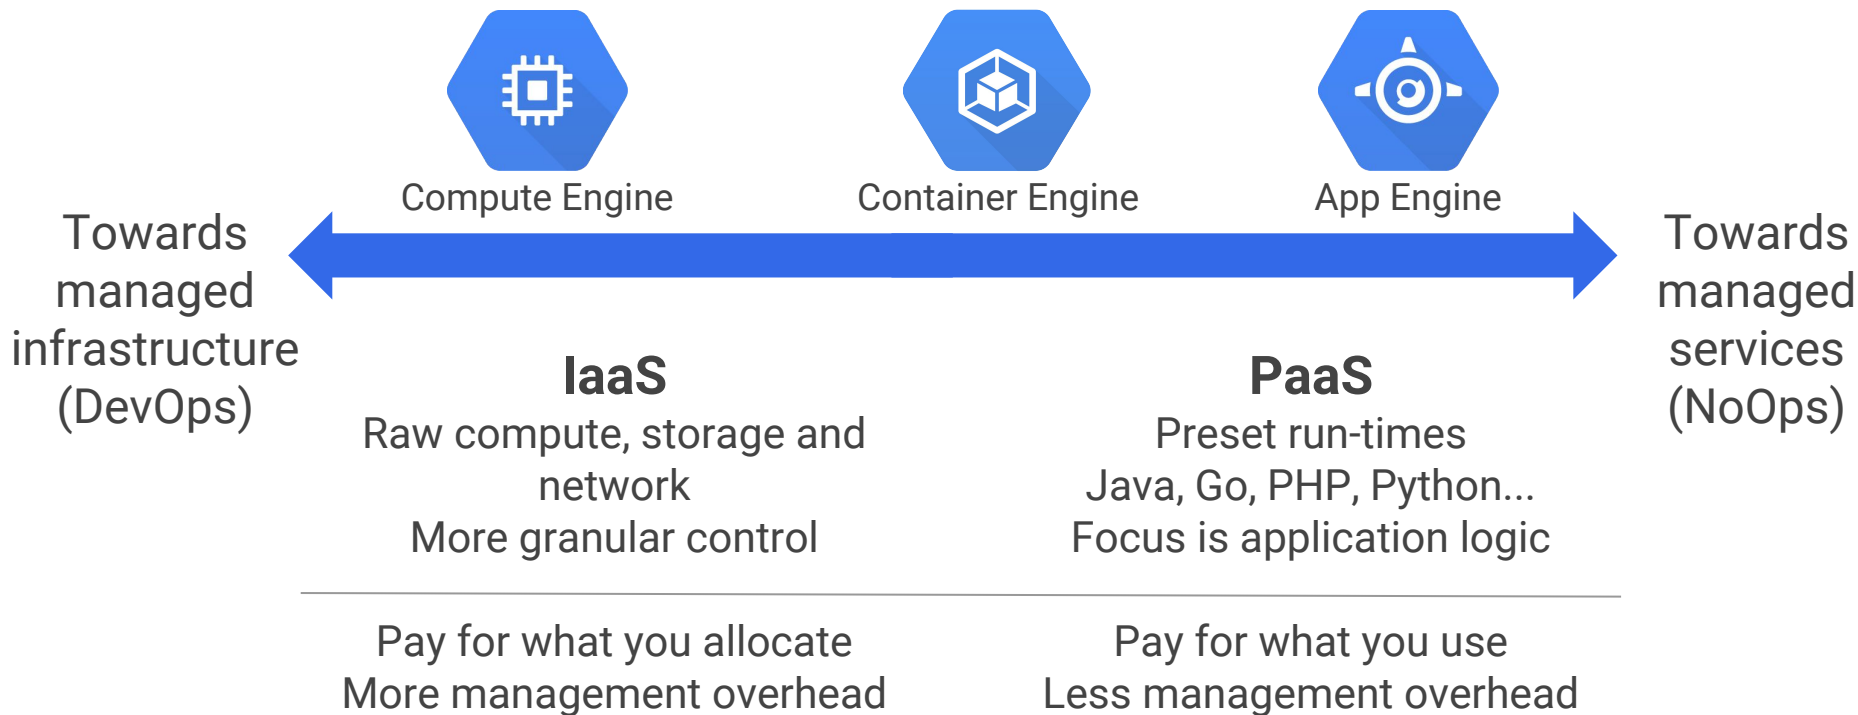 Compute Engine
Container Engine
App Engine
Towards
managed
infrastructure
(DevOps)
Towards
managed
services
(NoOps)
IaaS
Raw compute, storage and
network
More granular control
PaaS
Preset run-times
Java, Go, PHP, Python...
Focus is application logic
Pay for what you allocate
More management overhead
Pay for what you use
Less management overhead